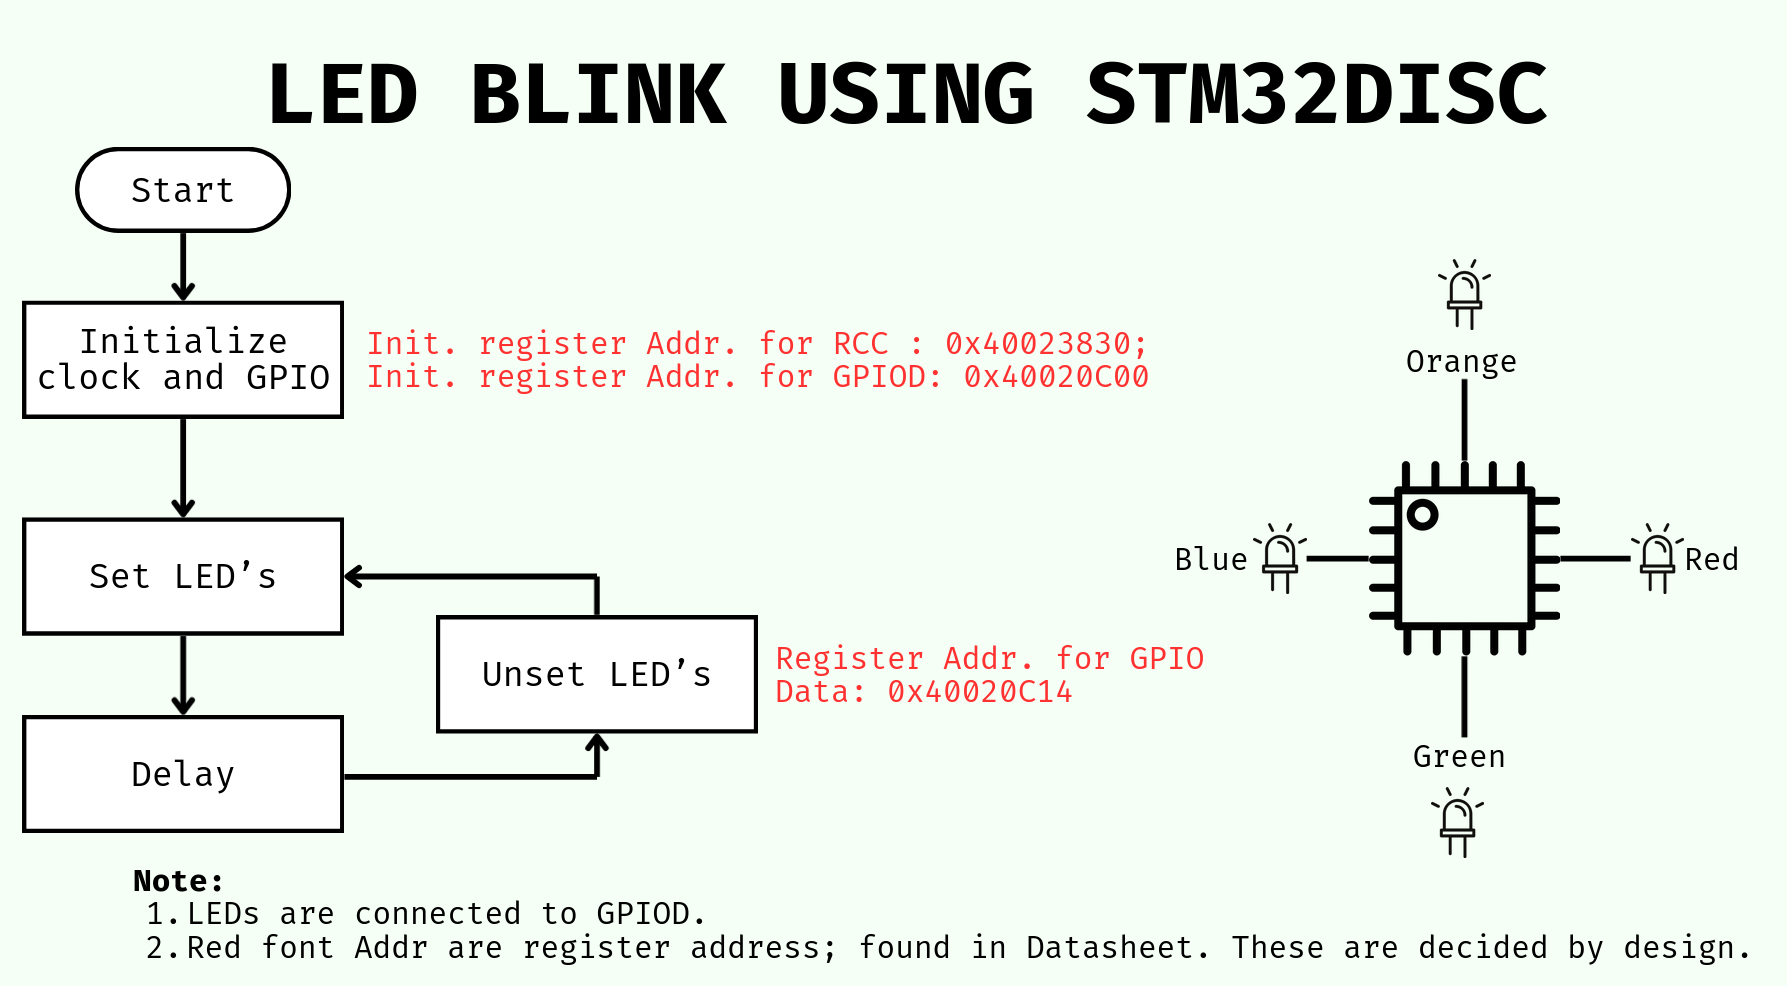 LED BLINK USING STM32DISC
Start
Initialize
clock and GPIO
Init. register Addr. for RCC : 0x40023830;
Init. register Addr. for GPIOD: 0x40020C00
Set LED’s
Unset LED’s
Register Addr. for GPIO
Data: 0x40020C14
Delay
Orange
Blue
Red
Green
Note:
1. LEDs are connected to GPIOD.
2. Red font Addr are register address; found in Datasheet. These are decided by design.